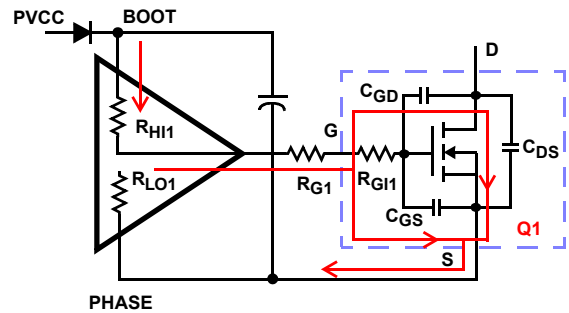 PVCC
BOOT
D
CGD
RHI1
G
CDS
RLO1
RG1
RGI1
CGS
Q1
S
PHASE